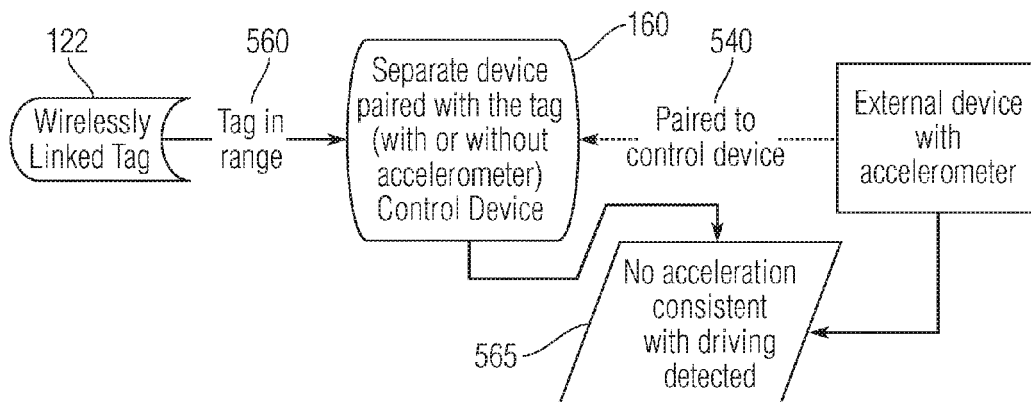 122
560
160
540
Wirelessly
Linked Tag
Tag in
range
Separate device
paired with the tag
(with or without
accelerometer)
Control Device
Paired to
control device
External device
with
accelerometer
No acceleration
consistent
with driving
detected
565